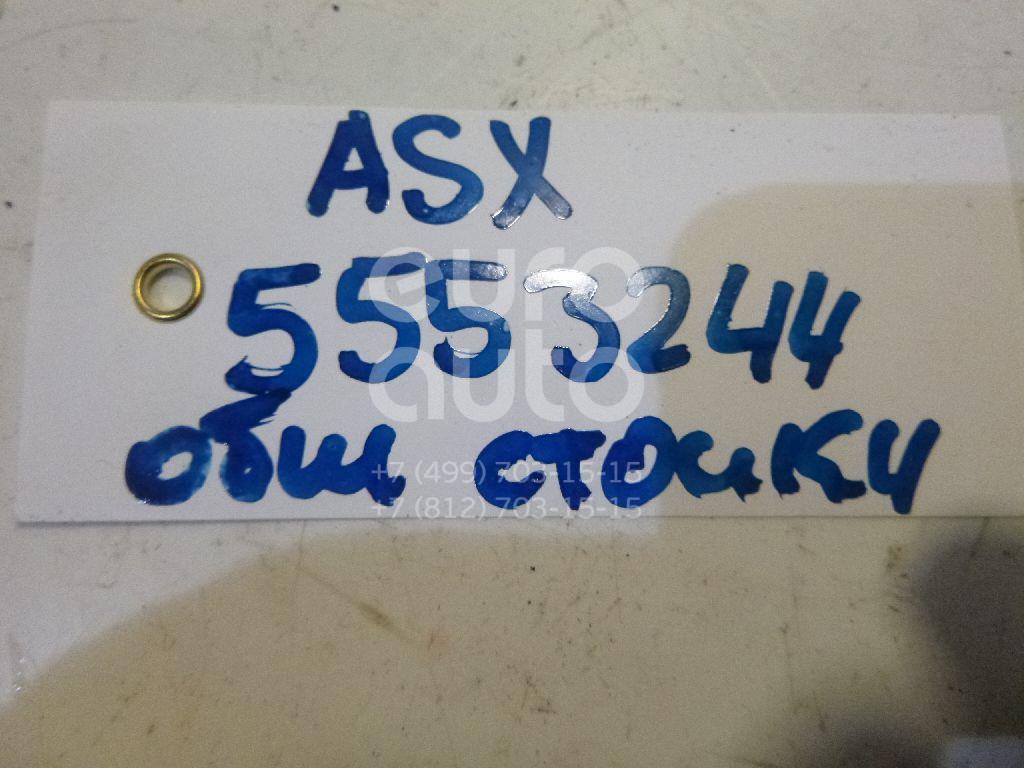 ASX
5553244
обш стойки
euro
auto
+7 (499) 703-15-15
+7 (812) 703-15-15